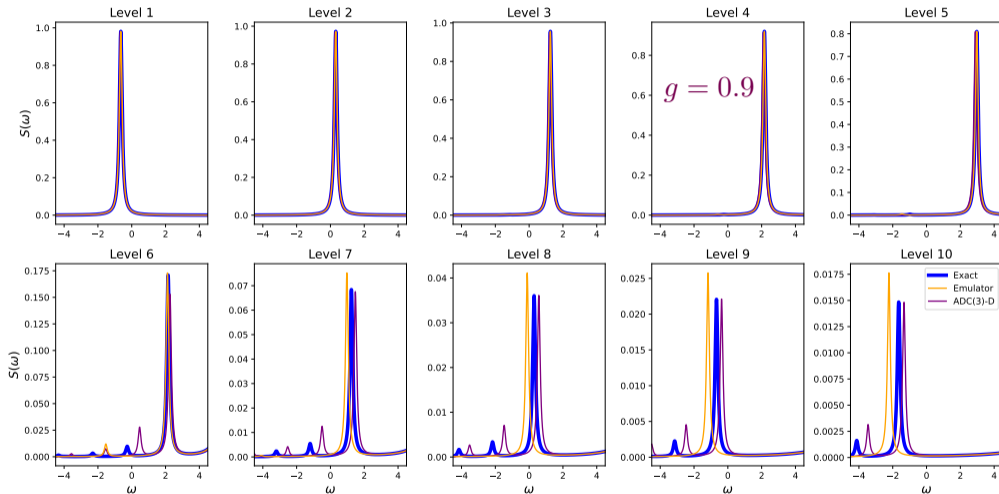 Level 1
Level 2
Level 3
Level 4
Level 5
S(ω)
1.0
0.8
0.6
0.4
0.2
0.0
−4 −2 0 2 4
1.0
0.8
0.6
0.4
0.2
0.0
−4 −2 0 2 4
1.0
0.8
0.6
0.4
0.2
0.0
−4 −2 0 2 4
g = 0.9
0.8
0.6
0.4
0.2
0.0
−4 −2 0 2 4
0.8
0.7
0.6
0.5
0.4
0.3
0.2
0.1
0.0
−4 −2 0 2 4
Level 6
Level 7
Level 8
Level 9
Level 10
S(ω)
0.175
0.150
0.125
0.100
0.075
0.050
0.025
0.000
−4 −2 0 2 4
ω
0.07
0.06
0.05
0.04
0.03
0.02
0.01
0.00
−4 −2 0 2 4
ω
0.04
0.03
0.02
0.01
0.00
−4 −2 0 2 4
ω
0.025
0.020
0.015
0.010
0.005
0.000
−4 −2 0 2 4
ω
0.0175
0.0150
0.0125
0.0100
0.0075
0.0050
0.0025
0.0000
−4 −2 0 2 4
ω
Exact
Emulator
ADC(3)-D